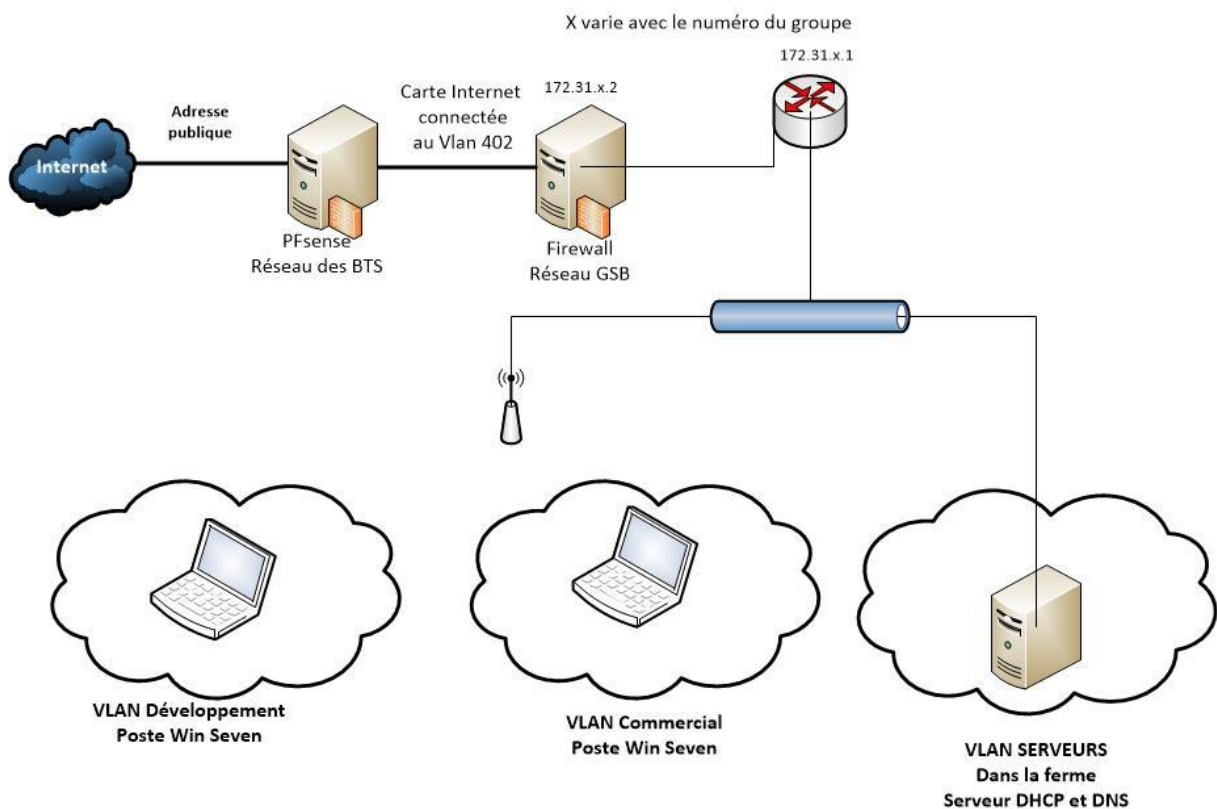 X varie avec le numéro du groupe
172.31.x.1
Adresse
publique
Carte Internet
connectée
au Vlan 402
172.31.x.2
Internet
PFsense
Réseau des BTS
Firewall
Réseau GSB
VLAN Développement
Poste Win Seven
VLAN Commercial
Poste Win Seven
VLAN SERVEURS
Dans la ferme
Serveur DHCP et DNS